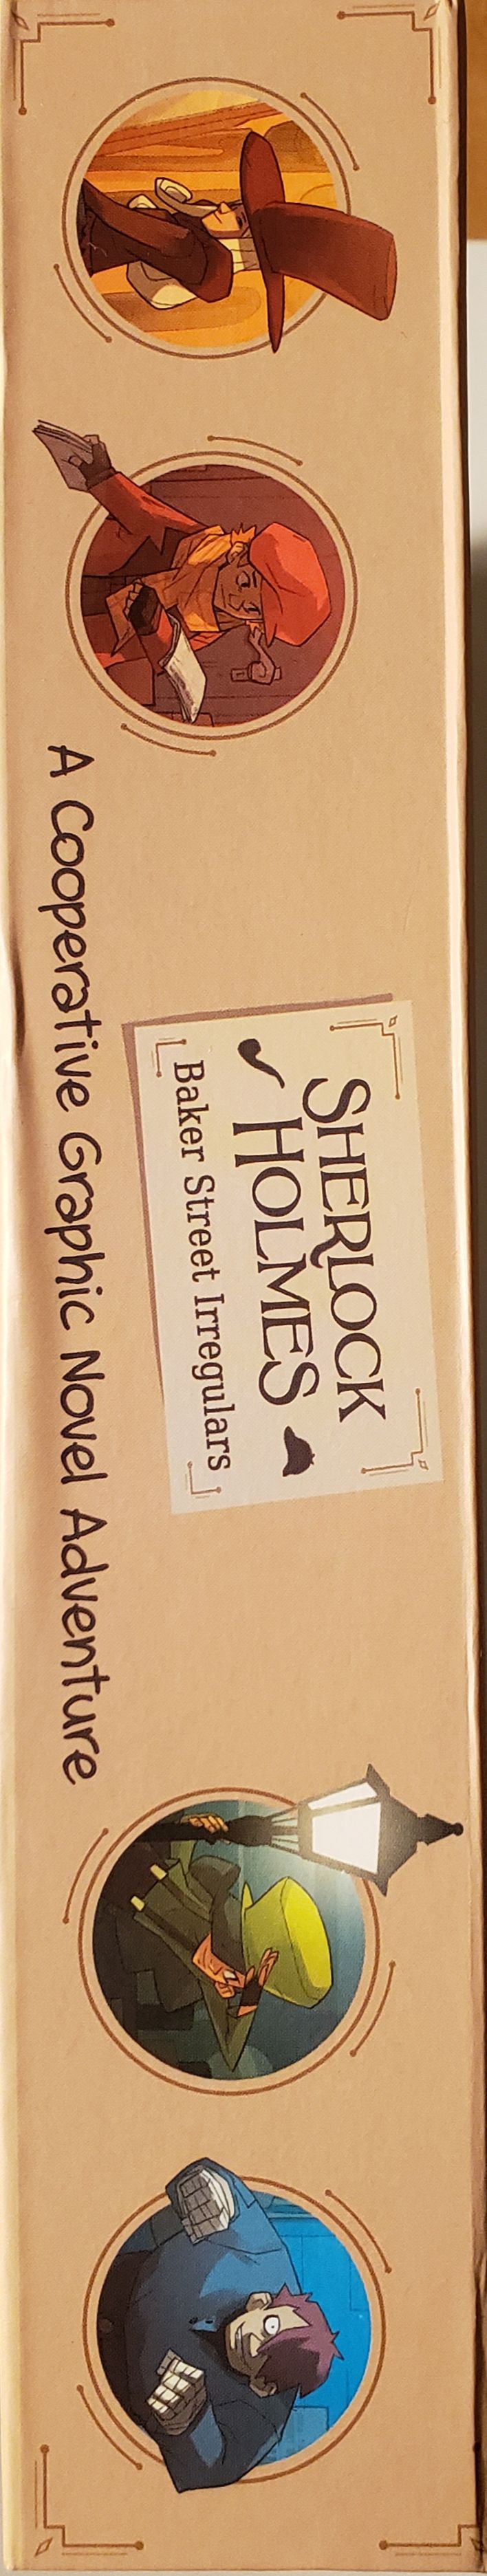 SHERLOCK
HOLMES
Baker Street Irregulars
A Cooperative Graphic Novel Adventure